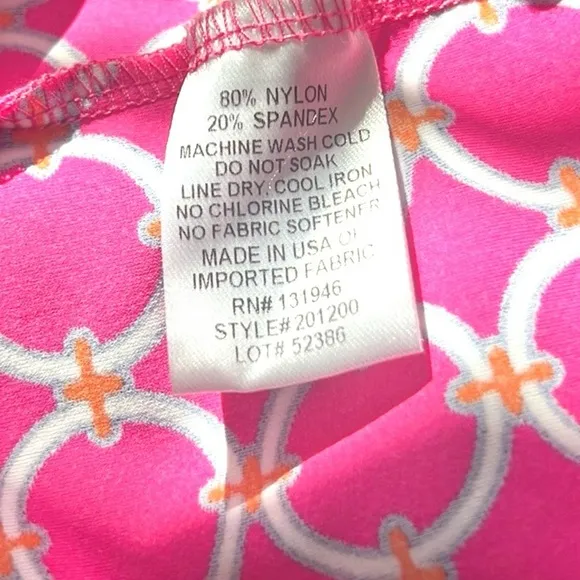 80% NYLON
20% SPANDEX
MACHINE WASH COLD
DO NOT SOAK
LINE DRY, COOL IRON
NO CHLORINE BLEACH
NO FABRIC SOFTENER
MADE IN USA OF
IMPORTED FABRIC
RN# 131946
STYLE# 201200
LOT# 52386